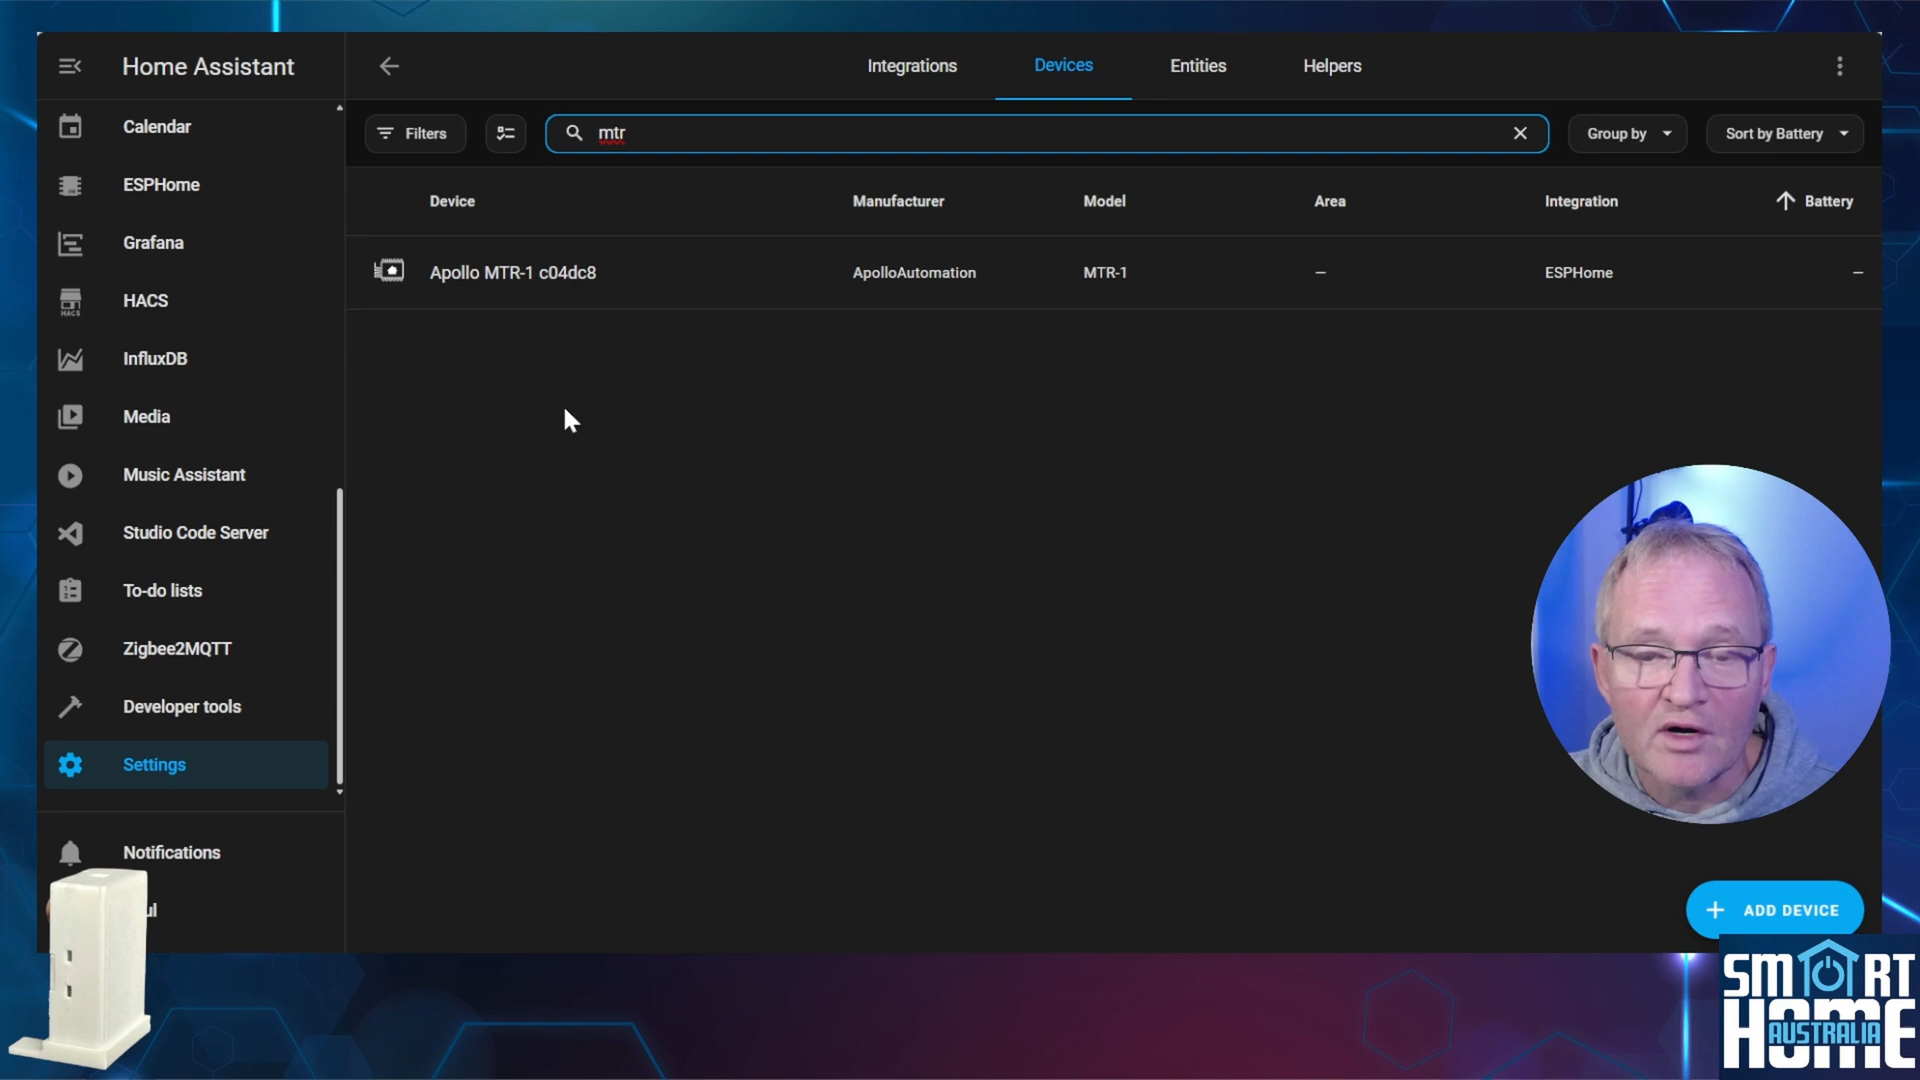 Home Assistant
Integrations
Devices
Entities
Helpers
Calendar
ESPHome
Grafana
HACS
HACS
InfluxDB
Media
Music Assistant
Studio Code Server
To-do lists
Zigbee2MQTT
Developer tools
Settings
Notifications
ul
Filters
mtr
Group by
Sort by Battery
Device
Manufacturer
Model
Area
Integration
Battery
Apollo MTR-1 c04dc8
ApolloAutomation
MTR-1
–
ESPHome
–
ADD DEVICE
SMART
HOME
AUSTRALIA